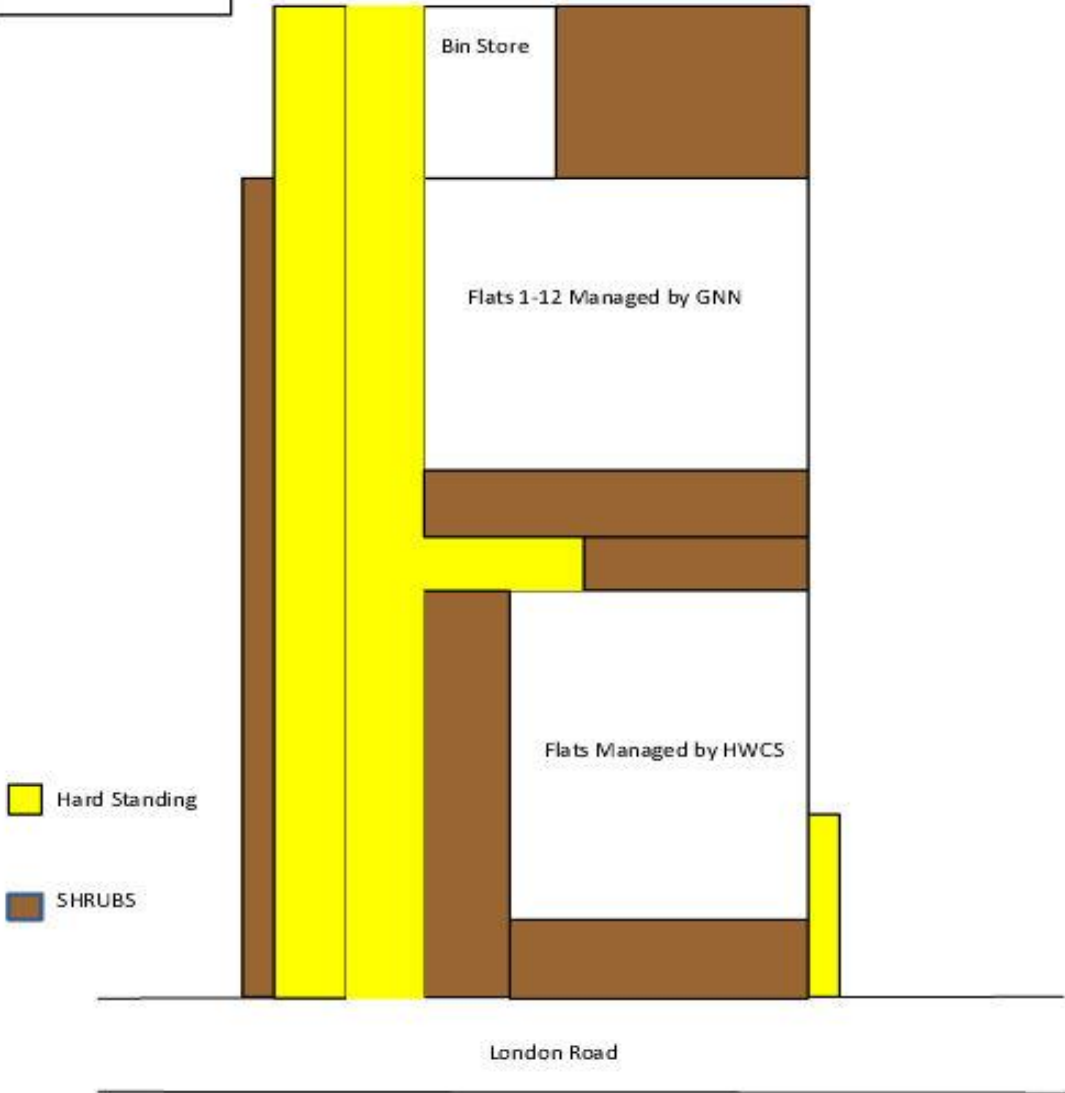 Bin Store
Flats 1-12 Managed by GNN
Flats Managed by HWCS
Hard Standing
SHRUBS
London Road